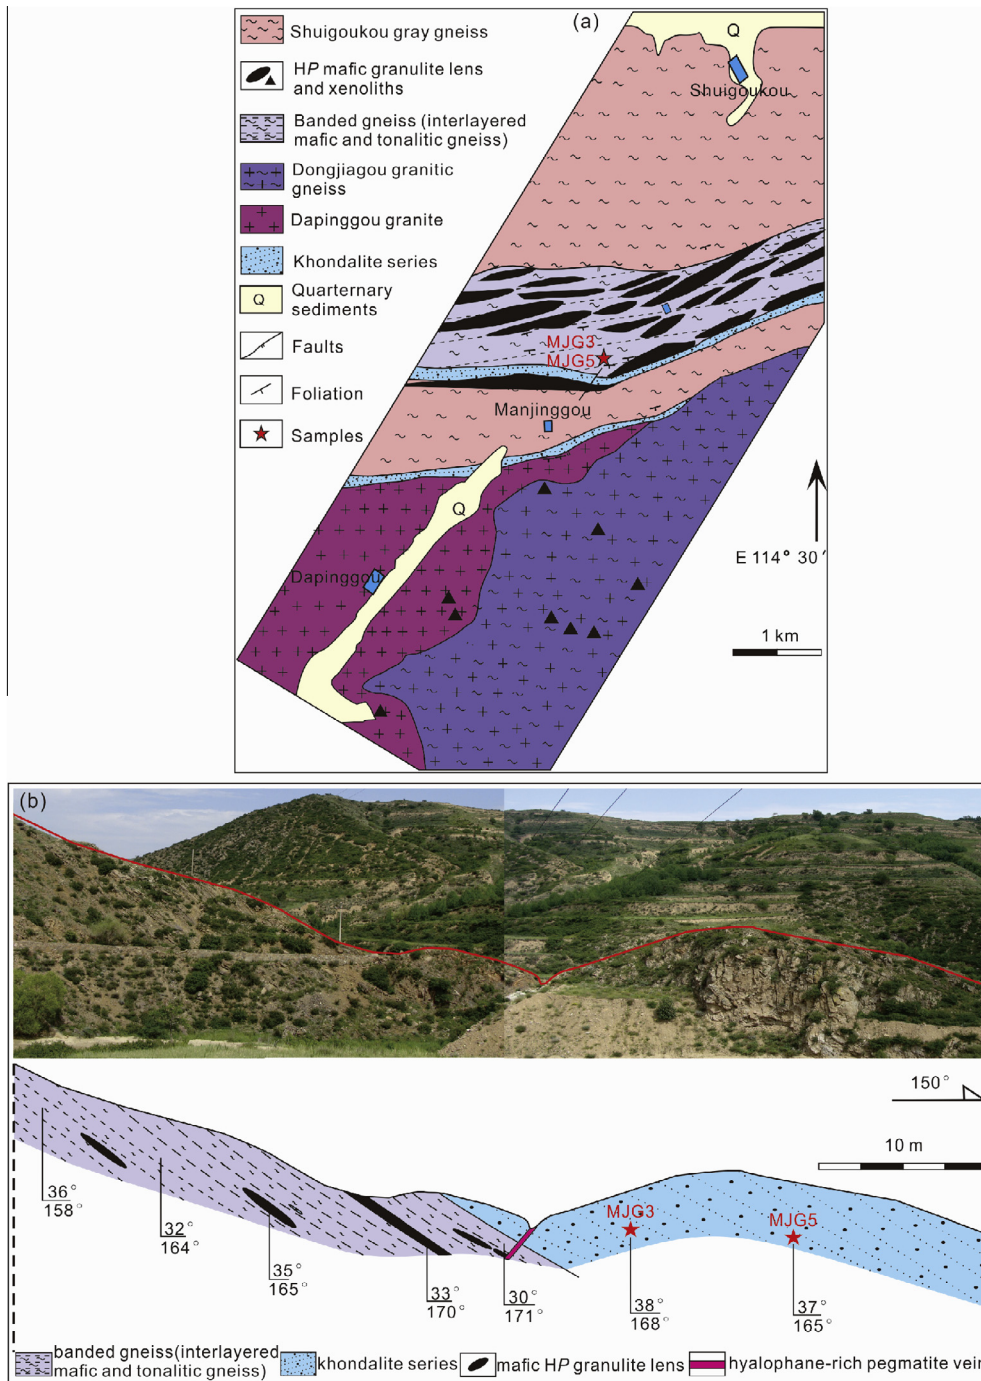 (a)
Shuigoukou gray gneiss
HP mafic granulite lens
and xenoliths
Banded gneiss (interlayered
mafic and tonalitic gneiss)
Dongjiagou granitic
gneiss
Dapinggou granite
Khondalite series
Q
Quarternary
sediments
Faults
Foliation
Samples
Q
Shuigoukou
MJG3
MJG5
Manjinggou
Q
Dapinggou
E 114° 30′
1 km
(b)
150°
10 m
36°
158°
32°
164°
35°
165°
33°
170°
30°
171°
MJG3
38°
168°
MJG5
37°
165°
banded gneiss(interlayered
mafic and tonalitic gneiss)
khondalite series
mafic HP granulite lens
hyalophane-rich pegmatite vein